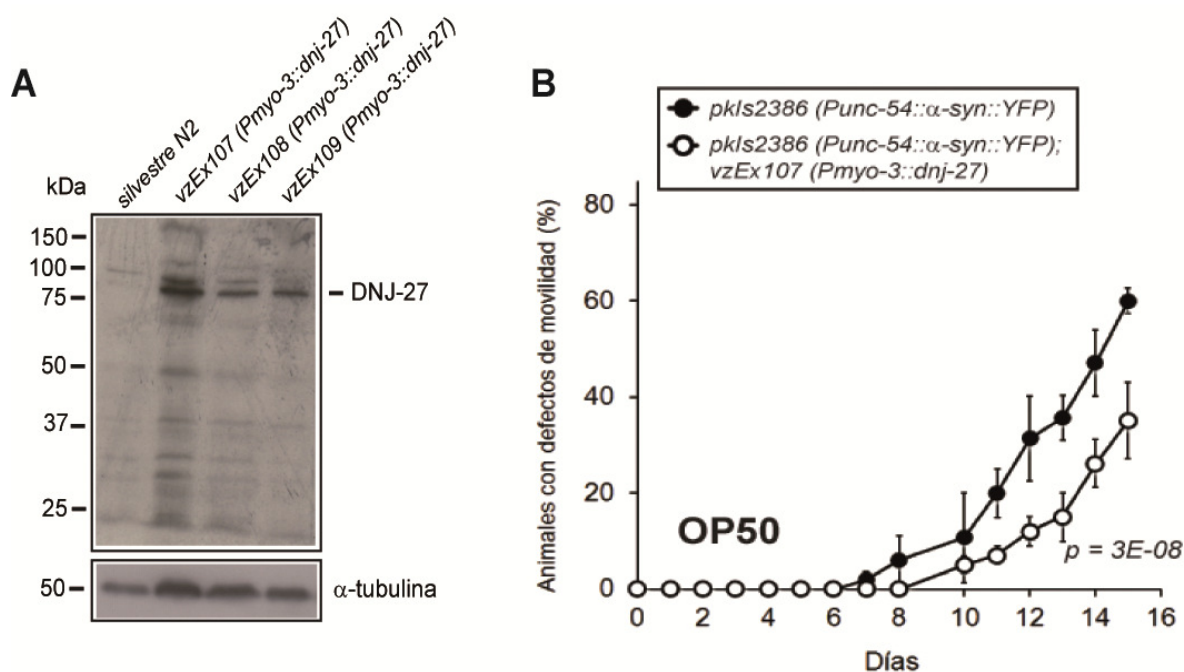 A
kDa
silvestre N2
vzEx107 (Pmyo-3::dnj-27)
vzEx108 (Pmyo-3::dnj-27)
vzEx109 (Pmyo-3::dnj-27)
150
100
75
50
37
25
DNJ-27
50
α-tubulina
B
pkIs2386 (Punc-54::α-syn::YFP)
pkIs2386 (Punc-54::α-syn::YFP);
vzEx107 (Pmyo-3::dnj-27)
Animales con defectos de movilidad (%)
80
60
40
20
0
OP50
p = 3E-08
0 2 4 6 8 10 12 14 16
Días